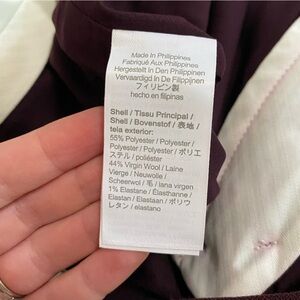 Made In Philippines
Fabriqué Aux Philippines
Hergestellt In Den Philippinen
Vervaardigd In De Filipijnen
フィリピン製
hecho en filipinas
Shell / Tissu Principal /
Shell / Bovenstof / 表地 /
tela exterior:
55% Polyester / Polyester /
Polyester / Polyester / ポリエ
ステル / poliéster
44% Virgin Wool / Laine
Vierge / Neuwolle /
Scheerwol / 毛 / lana virgen
1% Elastane / Élasthanne /
Elastan / Elastaan / ポリウ
レタン / elastano